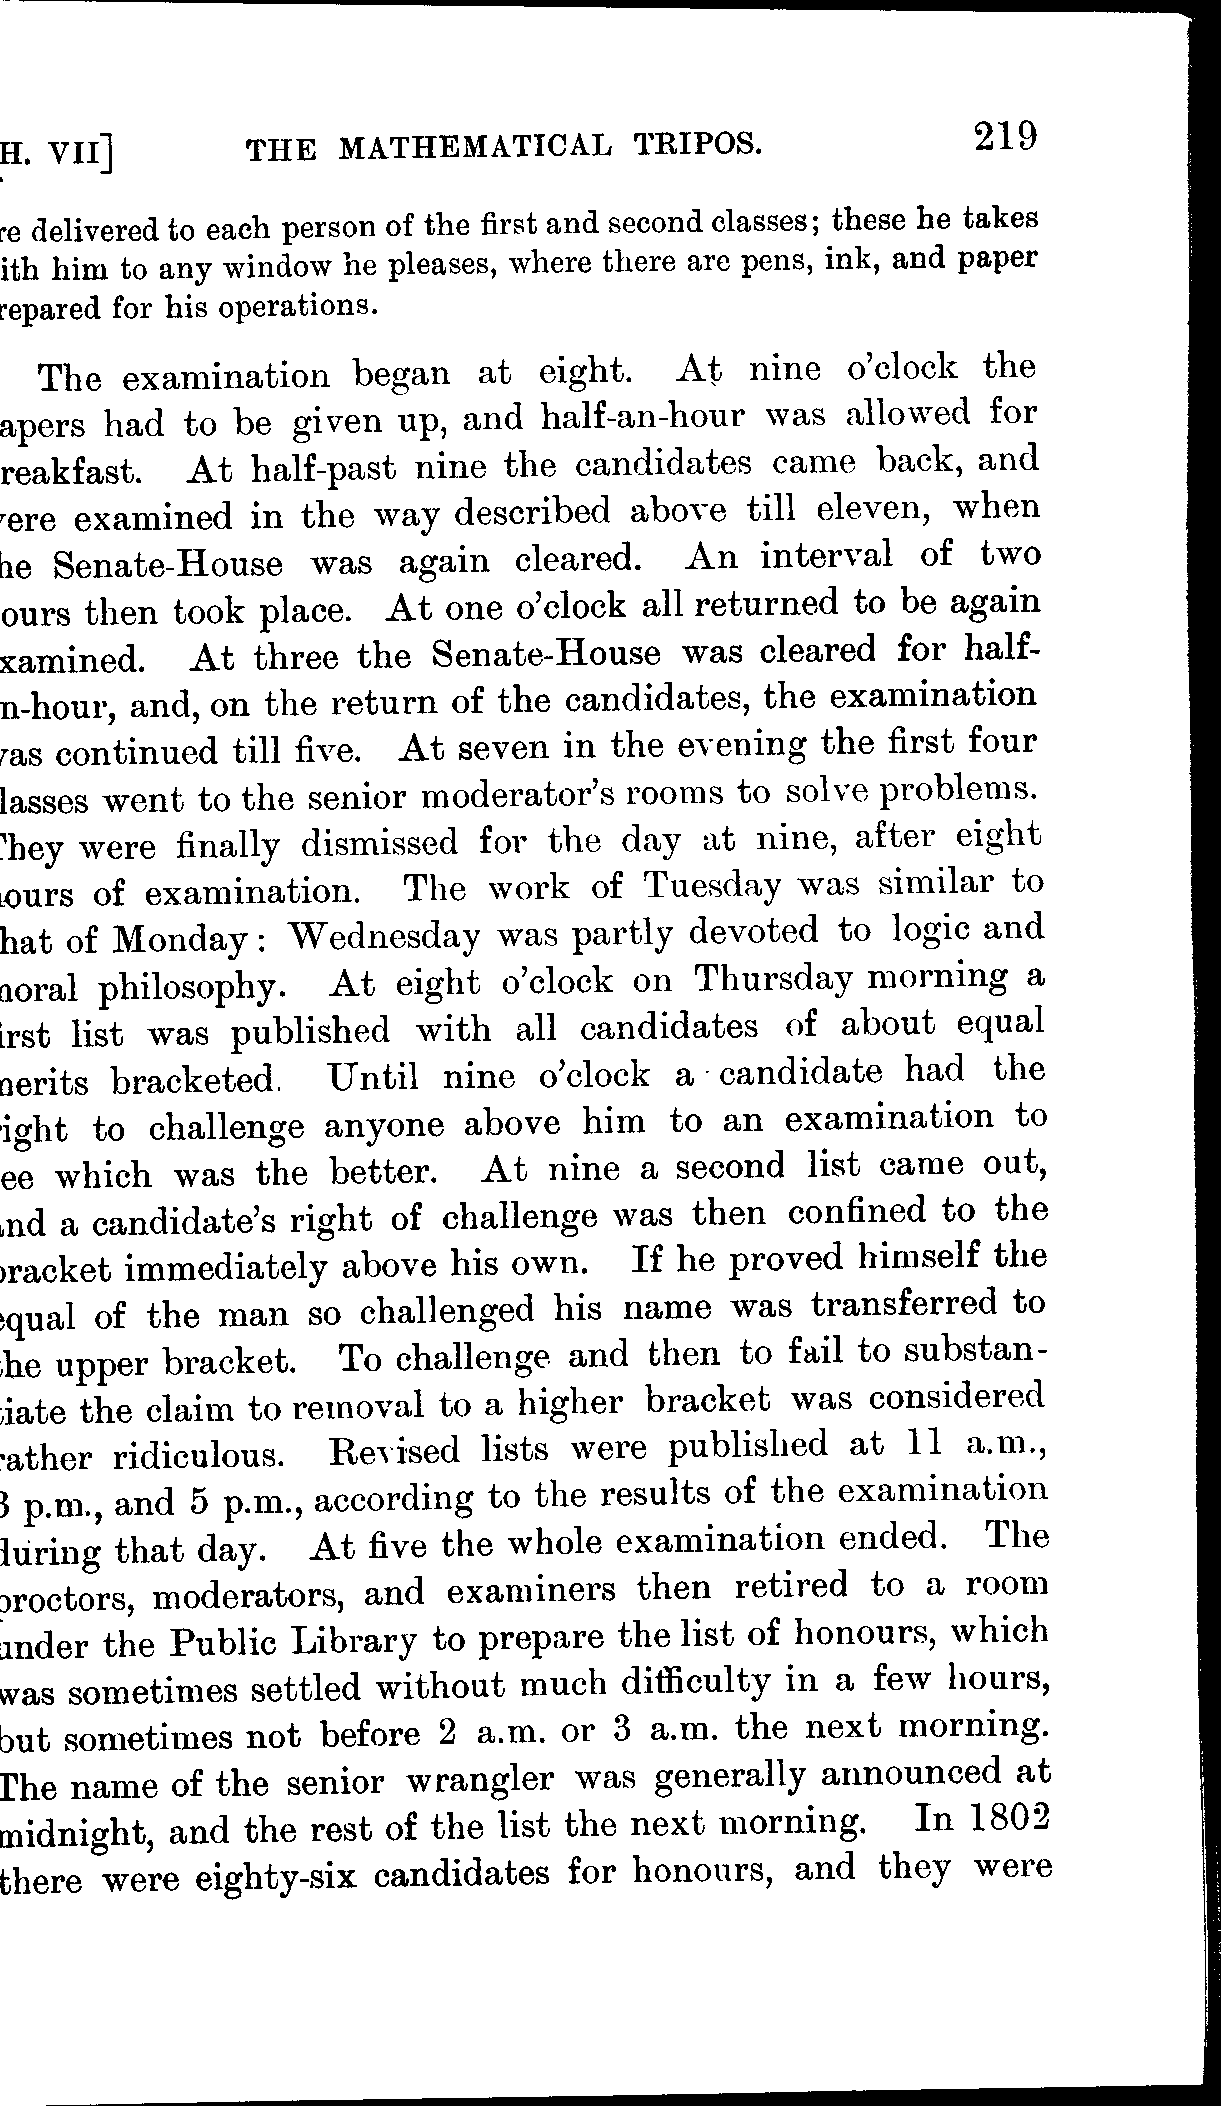 H. VII] THE MATHEMATICAL TRIPOS. 219
re delivered to each person of the first and second classes; these he takes
ith him to any window he pleases, where there are pens, ink, and paper
repared for his operations.
The examination began at eight. At nine o'clock the
apers had to be given up, and half-an-hour was allowed for
reakfast. At half-past nine the candidates came back, and
ere examined in the way described above till eleven, when
he Senate-House was again cleared. An interval of two
ours then took place. At one o'clock all returned to be again
xamined. At three the Senate-House was cleared for half-
n-hour, and, on the return of the candidates, the examination
as continued till five. At seven in the evening the first four
lasses went to the senior moderator's rooms to solve problems.
They were finally dismissed for the day at nine, after eight
ours of examination. The work of Tuesday was similar to
hat of Monday: Wednesday was partly devoted to logic and
moral philosophy. At eight o'clock on Thursday morning a
irst list was published with all candidates of about equal
merits bracketed. Until nine o'clock a candidate had the
right to challenge anyone above him to an examination to
ee which was the better. At nine a second list came out,
and a candidate's right of challenge was then confined to the
bracket immediately above his own. If he proved himself the
equal of the man so challenged his name was transferred to
the upper bracket. To challenge and then to fail to substan-
tiate the claim to removal to a higher bracket was considered
rather ridiculous. Revised lists were published at 11 a.m.,
3 p.m., and 5 p.m., according to the results of the examination
during that day. At five the whole examination ended. The
proctors, moderators, and examiners then retired to a room
under the Public Library to prepare the list of honours, which
was sometimes settled without much difficulty in a few hours,
but sometimes not before 2 a.m. or 3 a.m. the next morning.
The name of the senior wrangler was generally announced at
midnight, and the rest of the list the next morning. In 1802
there were eighty-six candidates for honours, and they were